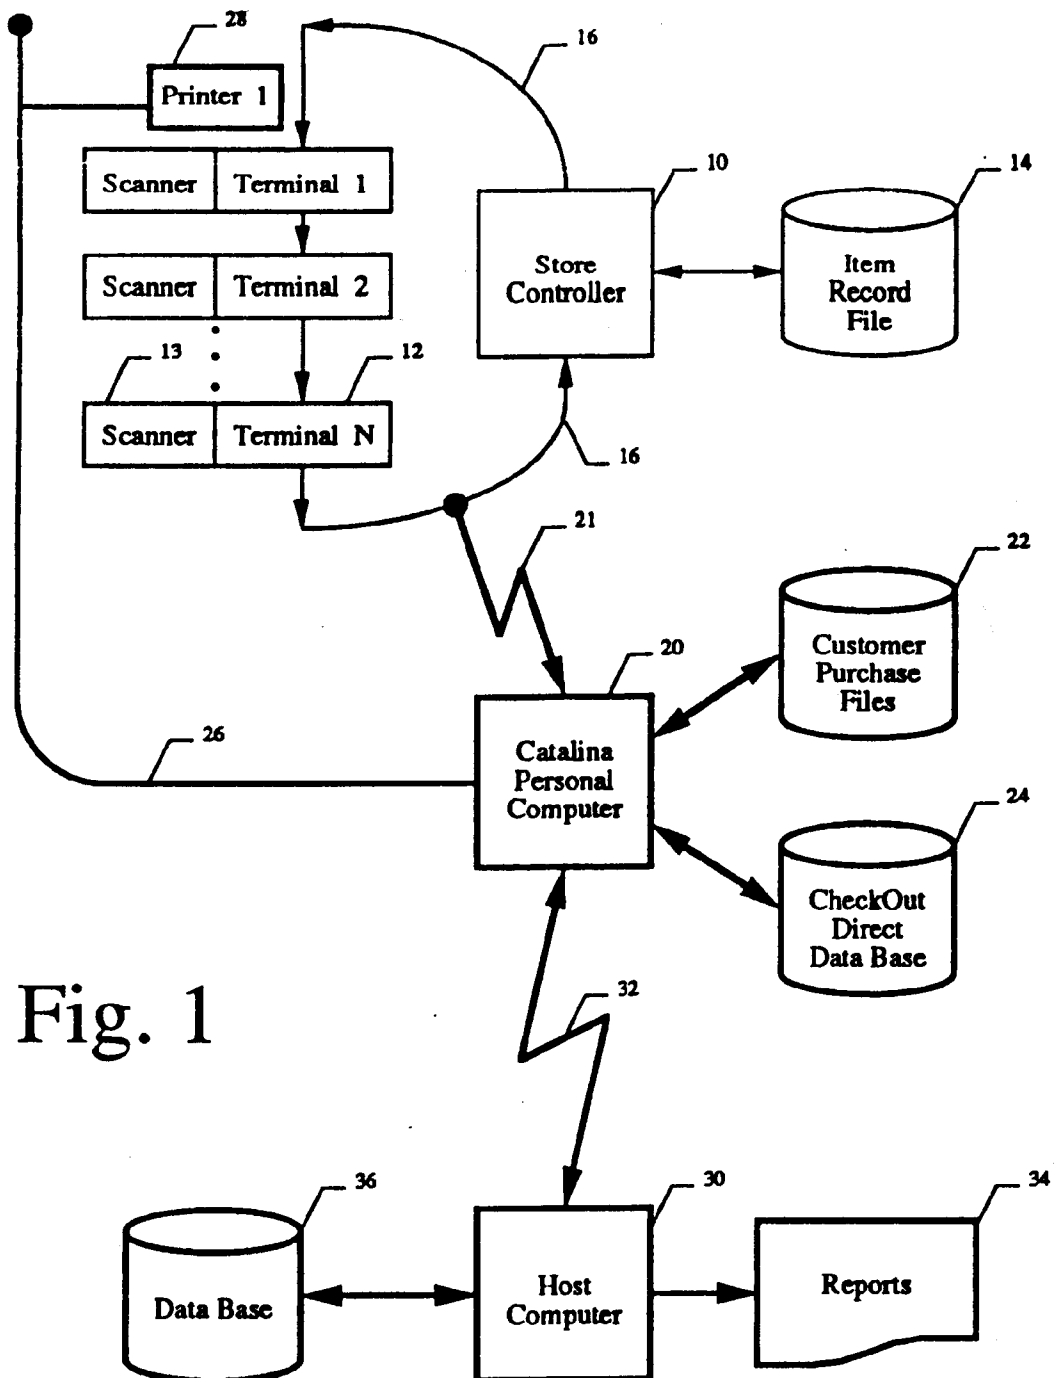 28
16
Printer 1
Scanner Terminal 1
10
14
Scanner Terminal 2
Store
Controller
Item
Record
File
13
12
Scanner Terminal N
16
21
22
Customer
Purchase
Files
20
26
Catalina
Personal
Computer
24
CheckOut
Direct
Data Base
Fig. 1
32
36
30
34
Data Base
Host
Computer
Reports